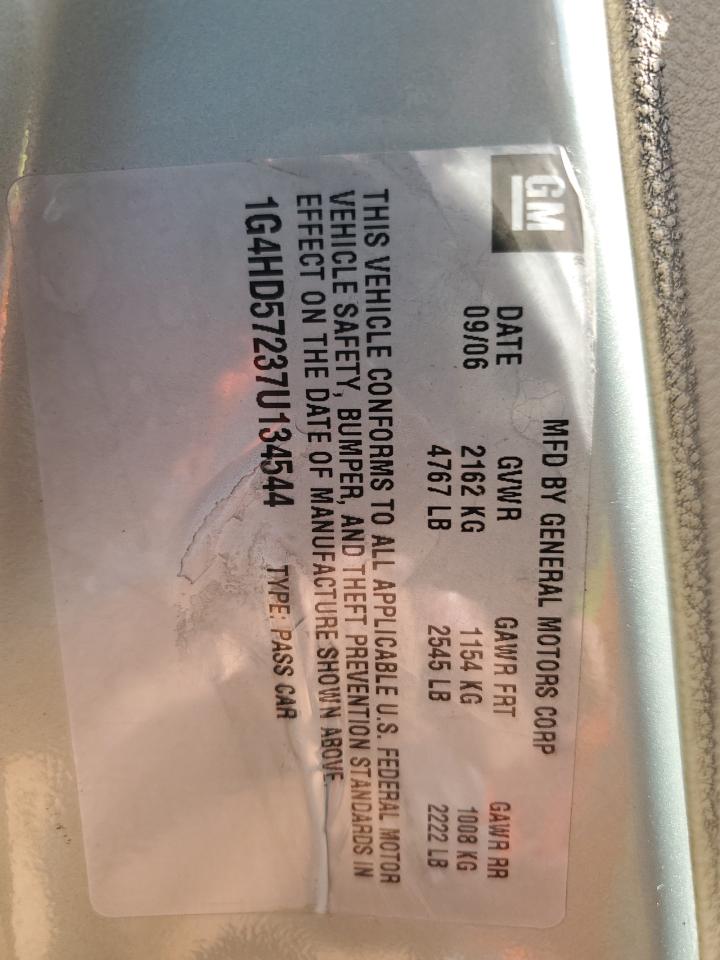 GM
MFD BY GENERAL MOTORS CORP
DATE GVWR GAWR FRT GAWR RR
09/06 2162 KG 1154 KG 1008 KG
4767 LB 2545 LB 2222 LB
THIS VEHICLE CONFORMS TO ALL APPLICABLE U.S. FEDERAL MOTOR
VEHICLE SAFETY, BUMPER, AND THEFT PREVENTION STANDARDS IN
EFFECT ON THE DATE OF MANUFACTURE SHOWN ABOVE
1G4HD57237U134544 TYPE: PASS CAR